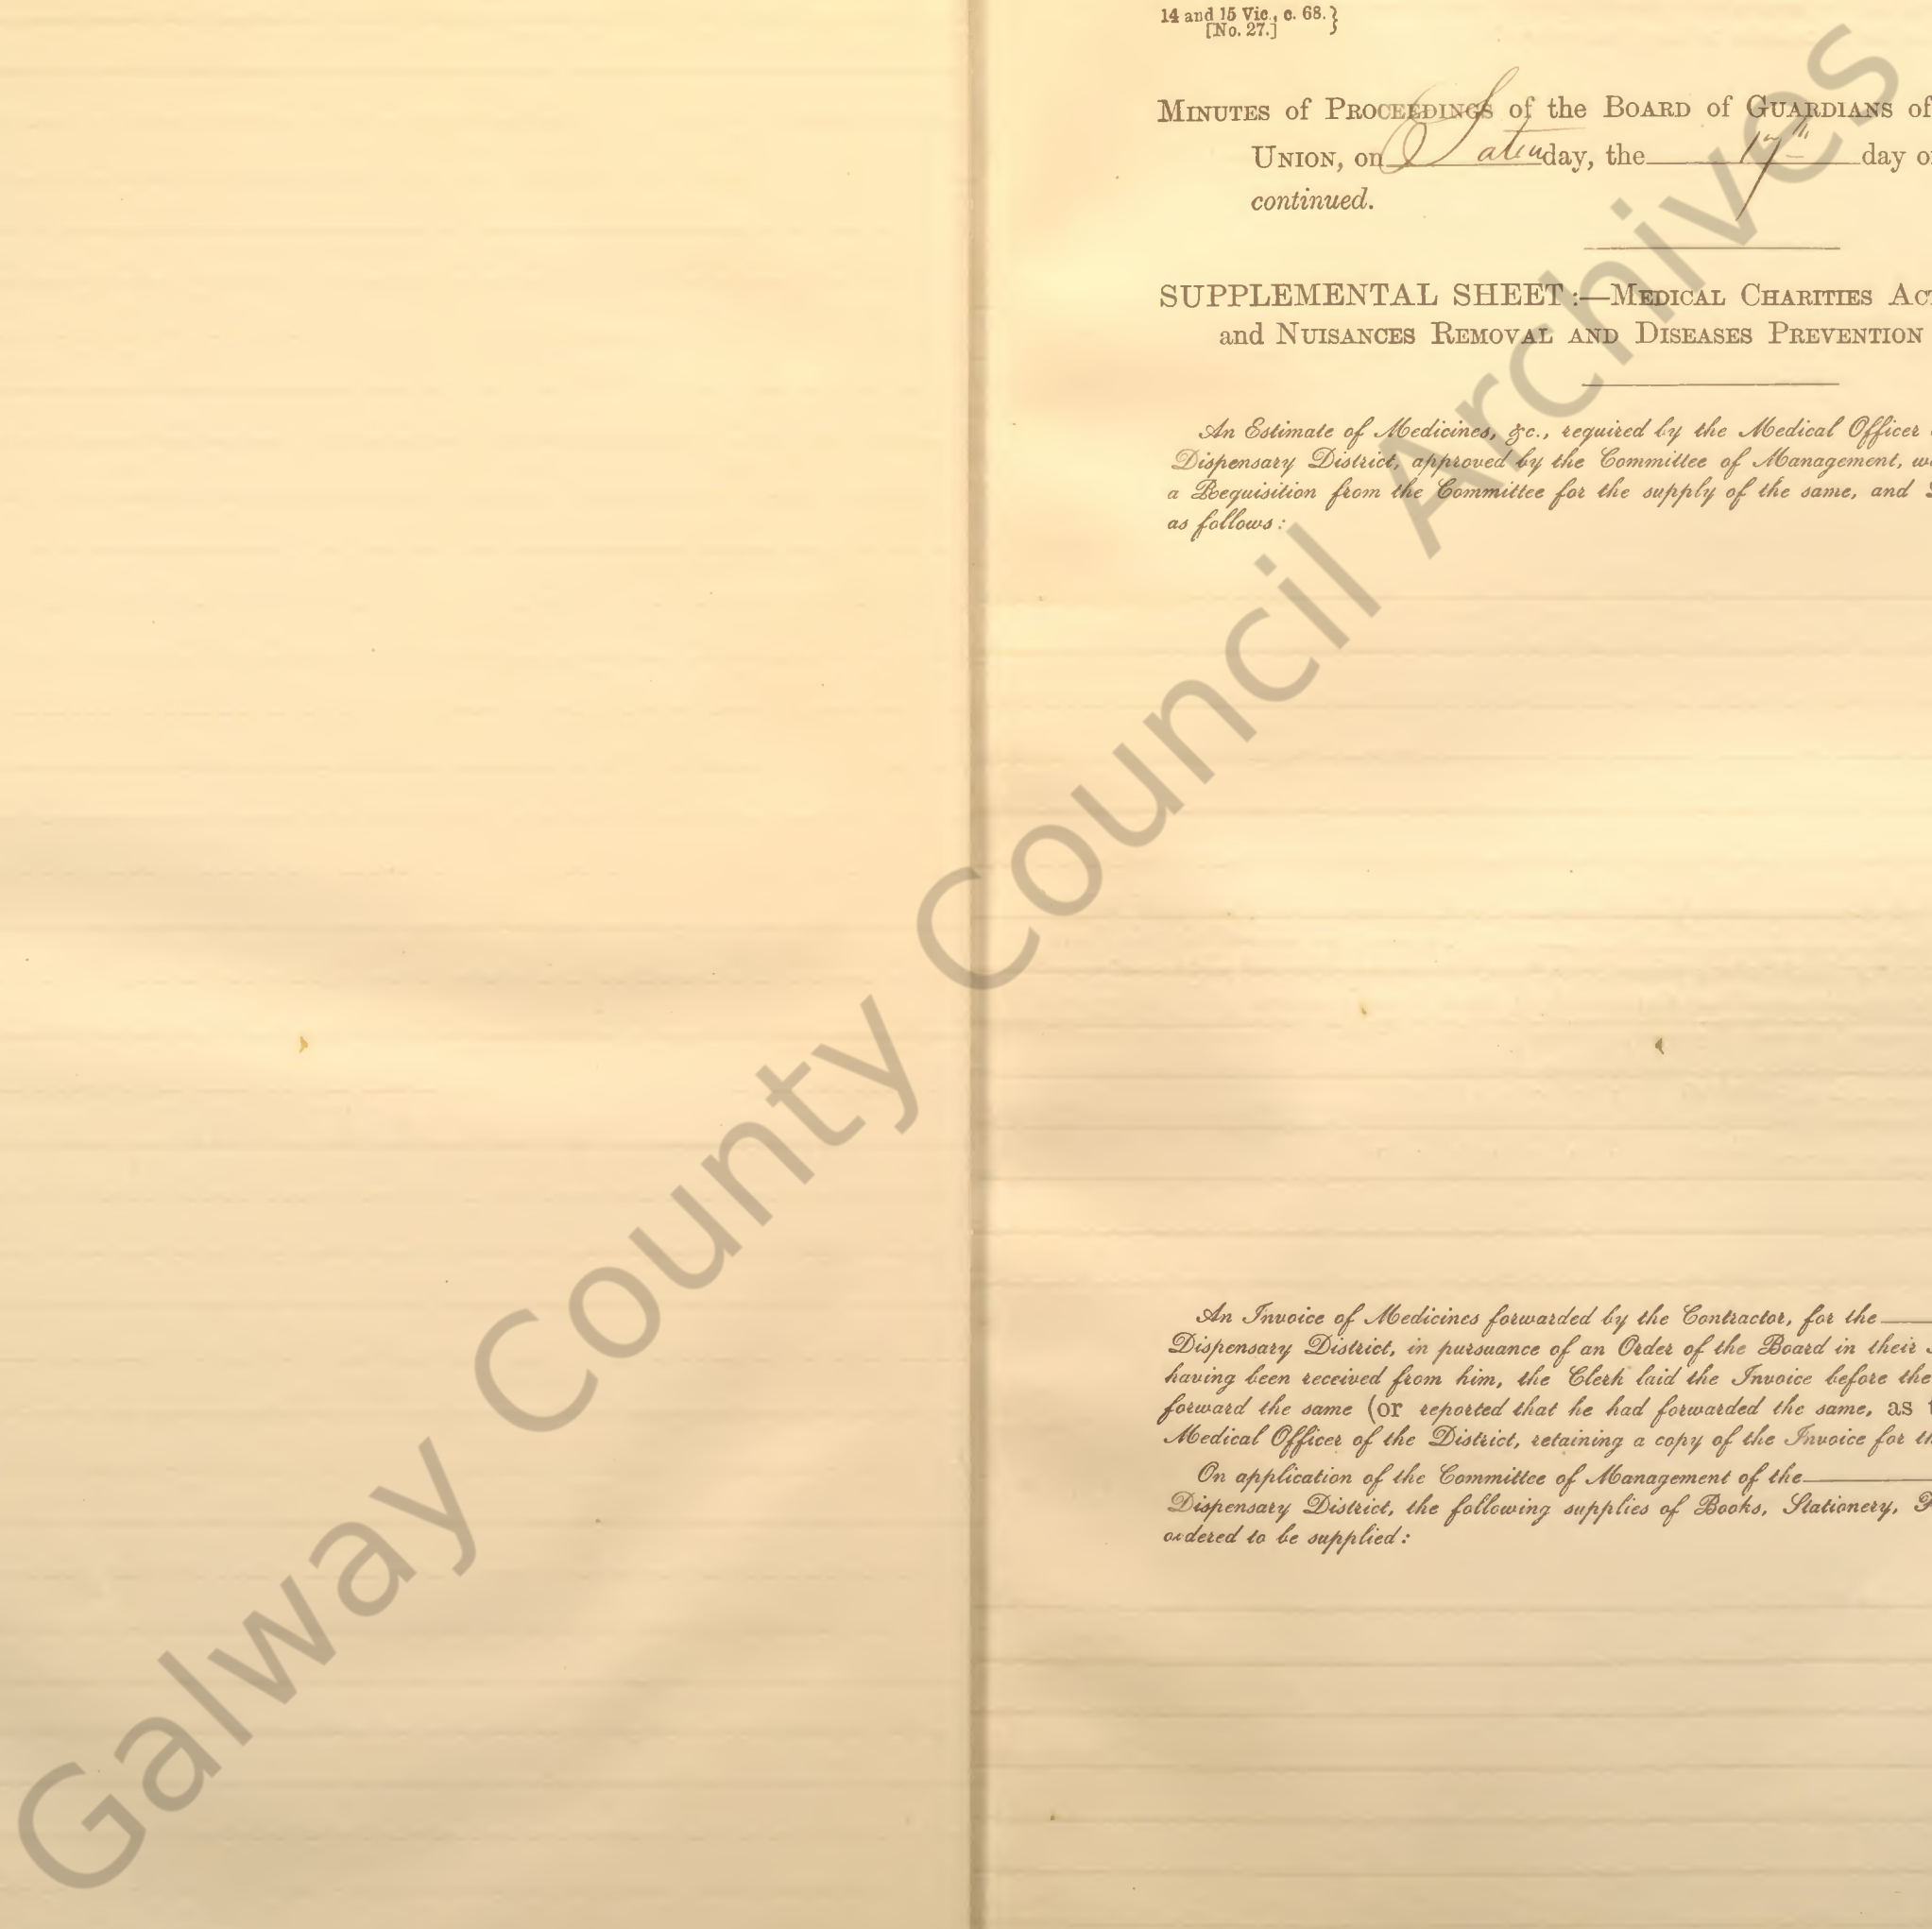 14 and 15 Vic., c. 68.}
[No. 27.]
MINUTES of PROCEEDINGS of the BOARD of GUARDIANS of
UNION, on Saturday, the 17th day of
continued.
SUPPLEMENTAL SHEET:—MEDICAL CHARITIES AC
and NUISANCES REMOVAL AND DISEASES PREVENTION
An Estimate of Medicines, &c., required by the Medical Officer
Dispensary District, approved by the Committee of Management, w
a Requisition from the Committee for the supply of the same, and
as follows:
An Invoice of Medicines forwarded by the Contractor, for the
Dispensary District, in pursuance of an Order of the Board in their
having been received from him, the Clerk laid the Invoice before the
forward the same (or reported that he had forwarded the same, as
Medical Officer of the District, retaining a copy of the Invoice for th
On application of the Committee of Management of the
Dispensary District, the following supplies of Books, Stationery,
ordered to be supplied:
Galway County Council Archives